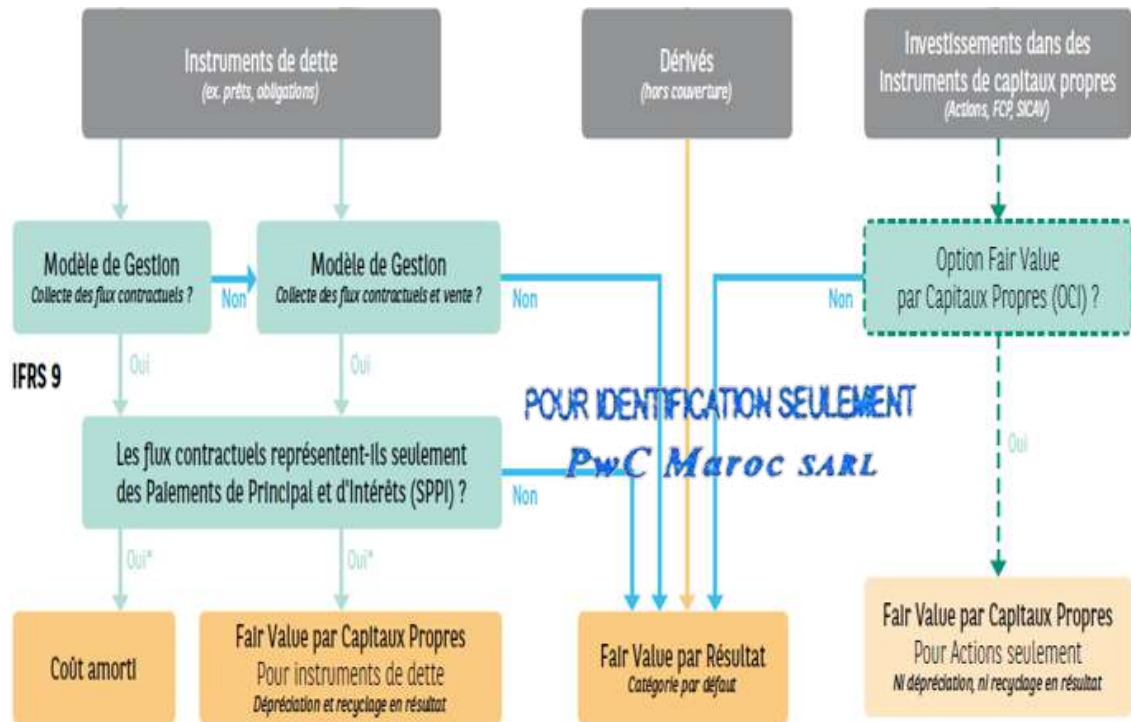 Instruments de dette
(ex. prêts, obligations)
Dérivés
(hors couverture)
Investissements dans des
instruments de capitaux propres
(Actions, FCP, SICAV)
Modèle de Gestion
Collecte des flux contractuels ?
Non
Modèle de Gestion
Collecte des flux contractuels et vente ?
Non
Non
Option Fair Value
par Capitaux Propres (OCI) ?
Oui
Oui
IFRS 9
POUR IDENTIFICATION SEULEMENT
PwC Maroc SARL
Les flux contractuels représentent-ils seulement
des Paiements de Principal et d'Intérêts (SPPI) ?
Non
Oui
Oui*
Oui*
Coût amorti
Fair Value par Capitaux Propres
Pour instruments de dette
Dépréciation et recyclage en résultat
Fair Value par Résultat
Catégorie par défaut
Fair Value par Capitaux Propres
Pour Actions seulement
Ni dépréciation, ni recyclage en résultat